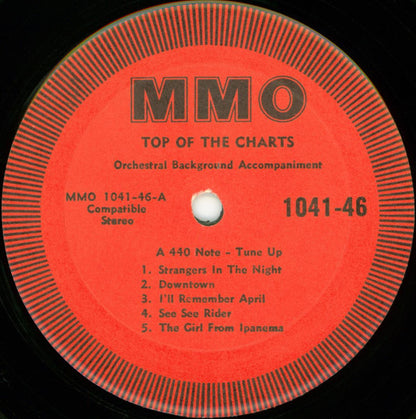 MMO
TOP OF THE CHARTS
Orchestral Background Accompaniment
MMO 1041-46-A
Compatible
Stereo
1041-46
A 440 Note - Tune Up
1. Strangers In The Night
2. Downtown
3. I'll Remember April
4. See See Rider
5. The Girl From Ipanema